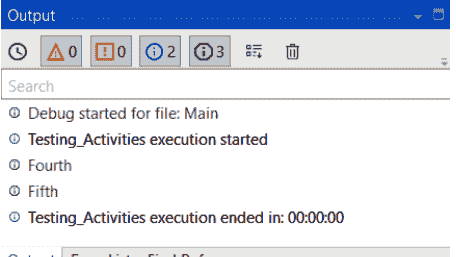 Output
0 0 2 3
Search
Debug started for file: Main
Testing_Activities execution started
Fourth
Fifth
Testing_Activities execution ended in: 00:00:00